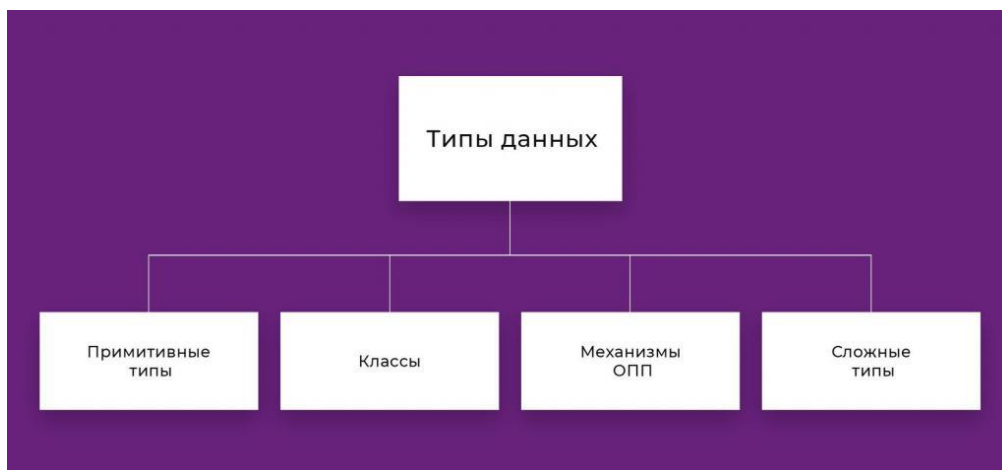 Типы данных
Примитивные
типы
Классы
Механизмы
ОПП
Сложные
типы